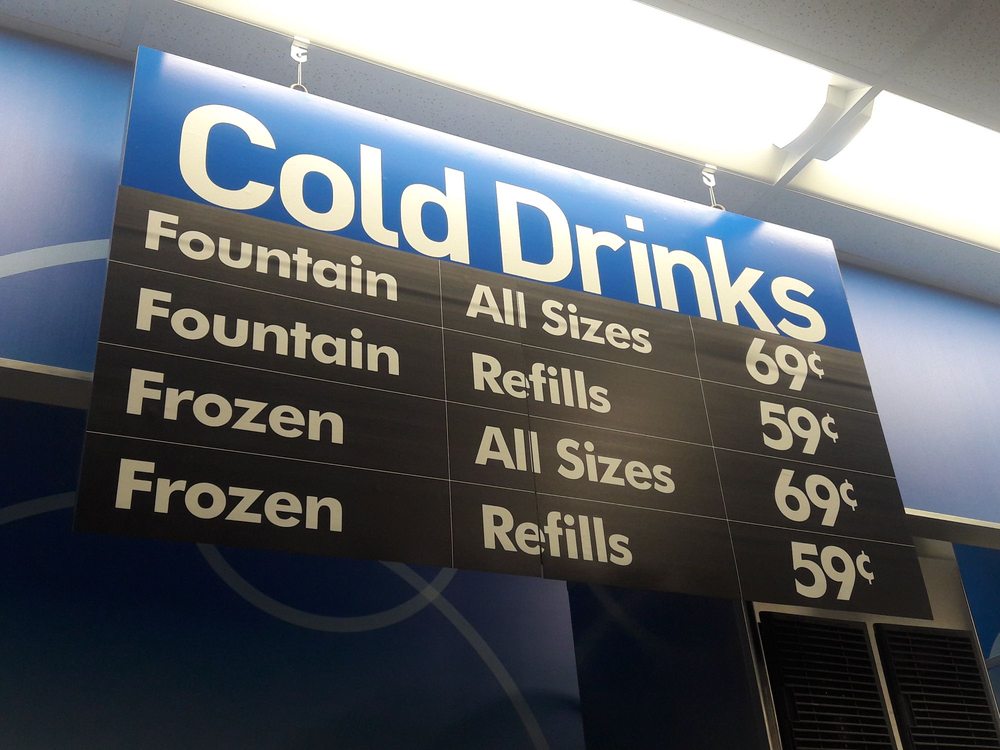 Cold Drinks
Fountain All Sizes 69¢
Fountain Refills 59¢
Frozen All Sizes 69¢
Frozen Refills 59¢